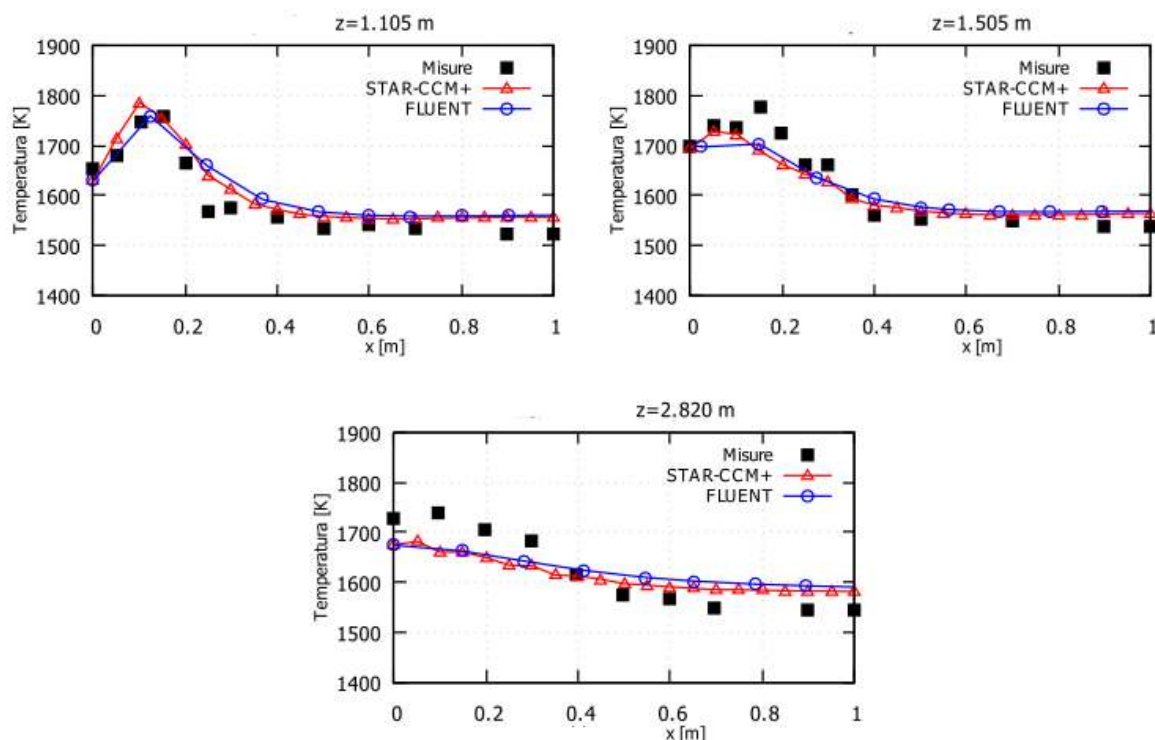 z=1.105 m
1900
1800
1700
1600
1500
1400
Temperatura [K]
Misure
STAR-CCM+
FLUENT
0 0.2 0.4 0.6 0.8 1
x [m]
z=1.505 m
1900
1800
1700
1600
1500
1400
Temperatura [K]
Misure
STAR-CCM+
FLUENT
0 0.2 0.4 0.6 0.8 1
x [m]
z=2.820 m
1900
1800
1700
1600
1500
1400
Temperatura [K]
Misure
STAR-CCM+
FLUENT
0 0.2 0.4 0.6 0.8 1
x [m]